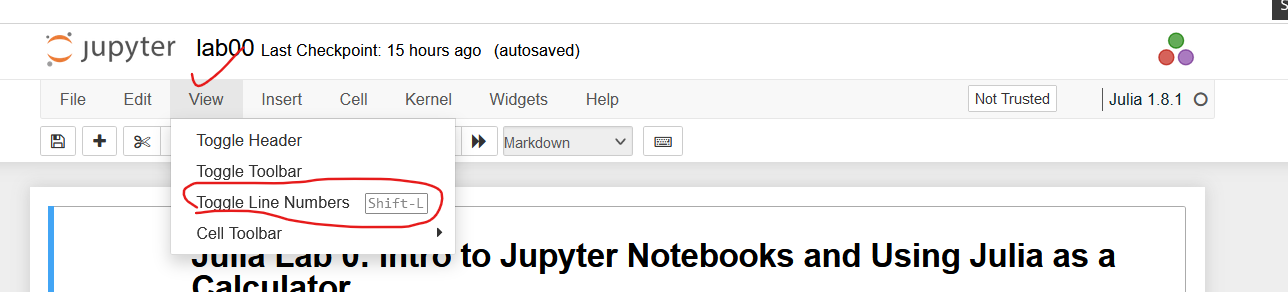 S
jupyter lab00 Last Checkpoint: 15 hours ago (autosaved)
File Edit View Insert Cell Kernel Widgets Help Not Trusted Julia 1.8.1
Markdown
Toggle Header
Toggle Toolbar
Toggle Line Numbers Shift-L
Cell Toolbar
Julia Lab 0: Intro to Jupyter Notebooks and Using Julia as a
Calculator